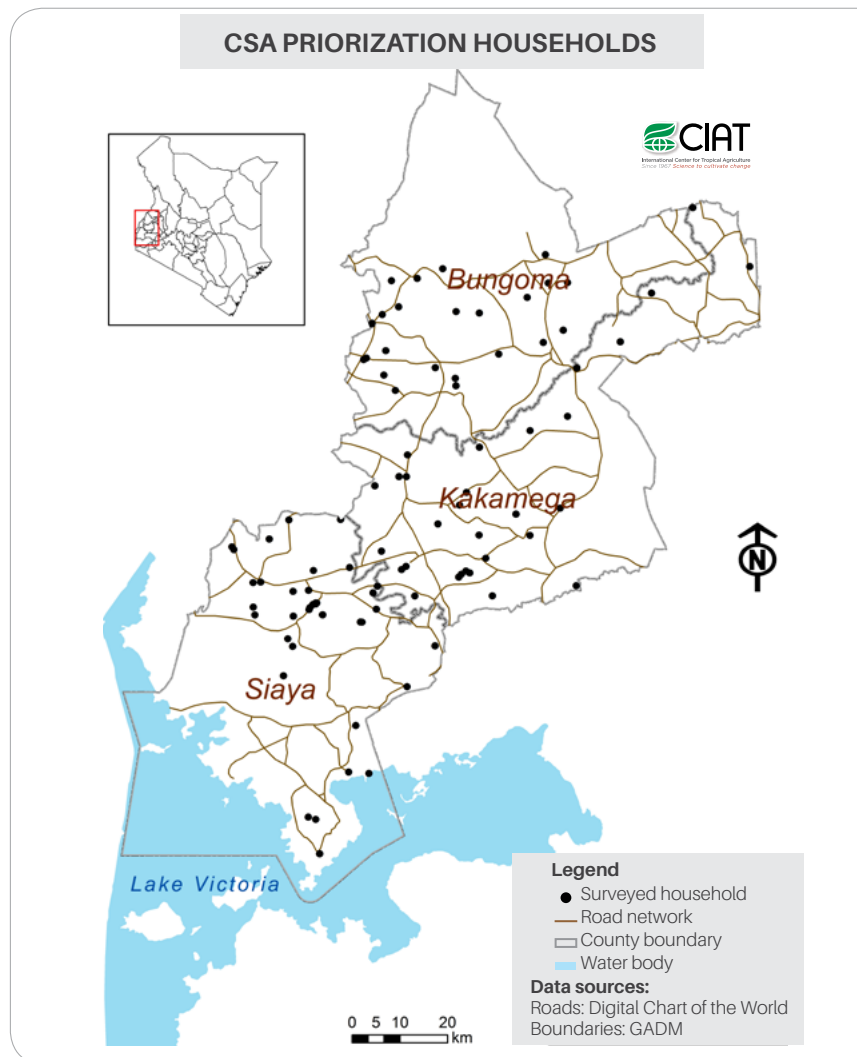 CSA PRIORIZATION HOUSEHOLDS
CIAT
International Center for Tropical Agriculture
Since 1967 Science to cultivate change
Bungoma
Kakamega
N
Siaya
Lake Victoria
Legend
Surveyed household
Road network
County boundary
Water body
Data sources:
Roads: Digital Chart of the World
Boundaries: GADM
0 5 10 20
km